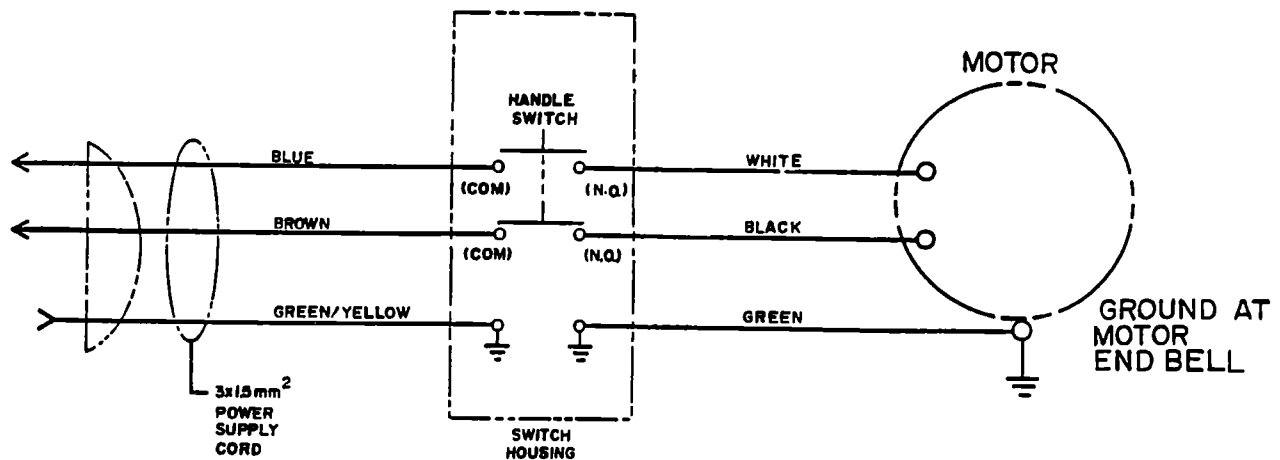 MOTOR
HANDLE
SWITCH
BLUE
WHITE
(COM)
(N.O.)
BROWN
BLACK
(COM)
(N.O.)
GREEN/YELLOW
GREEN
GROUND AT
MOTOR
END BELL
3x1.5mm²
POWER
SUPPLY
CORD
SWITCH
HOUSING